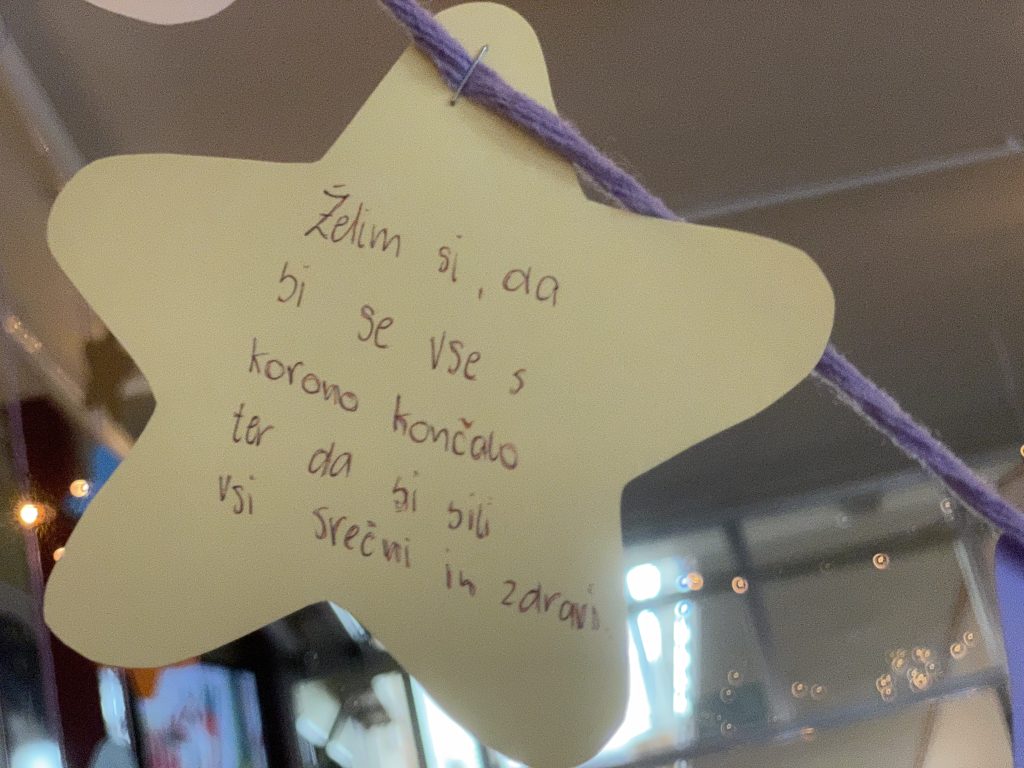 Želim si, da
bi se vse s
korono končalo
ter da bi bili
vsi srečni in zdravi.